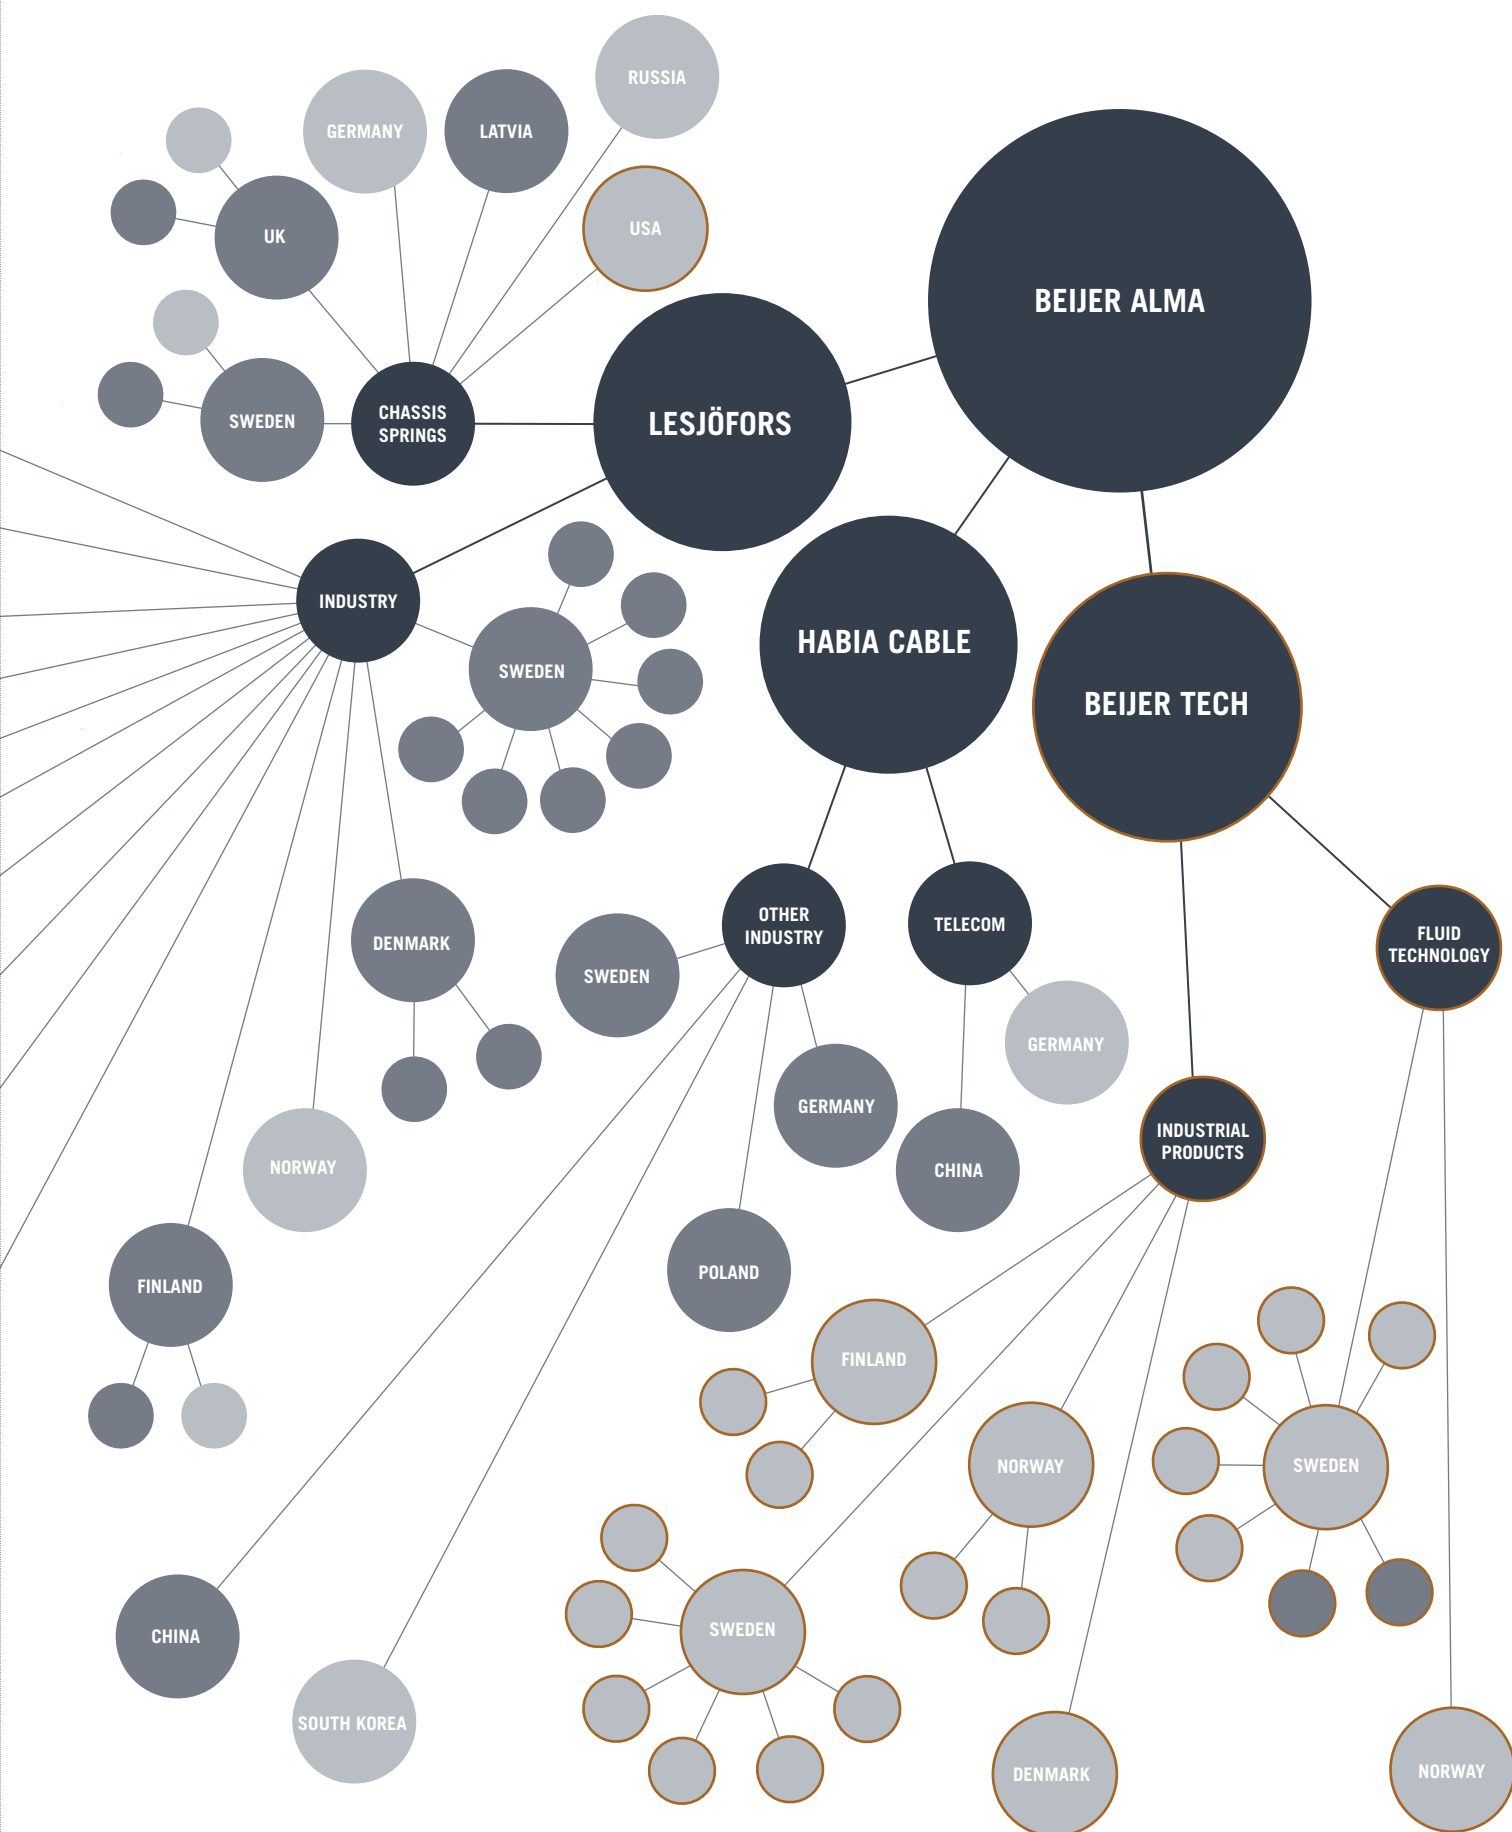 RUSSIA
GERMANY
LATVIA
USA
UK
BEIJER ALMA
CHASSIS
SPRINGS
SWEDEN
LESJÖFORS
INDUSTRY
SWEDEN
HABIA CABLE
BEIJER TECH
DENMARK
OTHER
INDUSTRY
TELECOM
FLUID
TECHNOLOGY
SWEDEN
GERMANY
GERMANY
INDUSTRIAL
PRODUCTS
NORWAY
CHINA
FINLAND
POLAND
FINLAND
NORWAY
SWEDEN
CHINA
SWEDEN
SOUTH KOREA
DENMARK
NORWAY